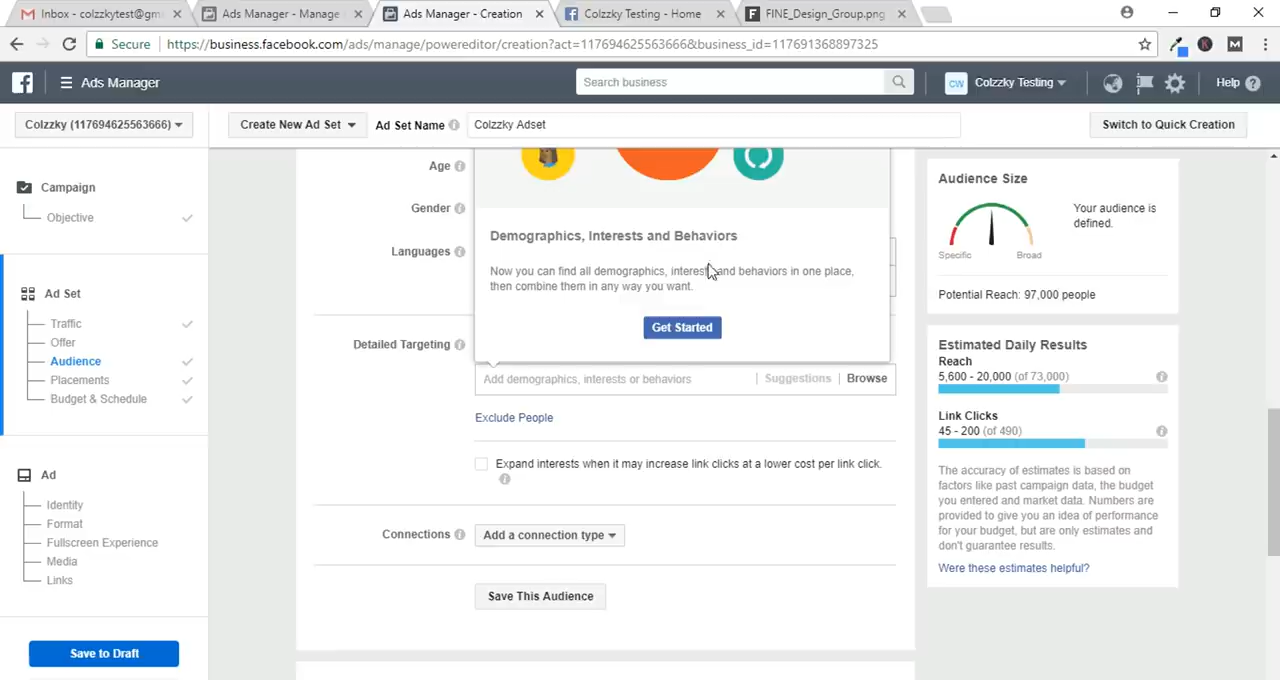 Inbox - colzzkytest@gm
Ads Manager - Manage
Ads Manager - Creation
Colzzky Testing - Home
FINE_Design_Group.png
Secure
https://business.facebook.com/ads/manage/powereditor/creation?act=117694625563666&business_id=117691368897325
Ads Manager
Search business
CW
Colzzky Testing
Help
Colzzky (117694625563666)
Create New Ad Set
Ad Set Name
Colzzky Adset
Switch to Quick Creation
Campaign
Objective
Ad Set
Traffic
Offer
Audience
Placements
Budget & Schedule
Ad
Identity
Format
Fullscreen Experience
Media
Links
Save to Draft
Age
Gender
Languages
Demographics, Interests and Behaviors
Now you can find all demographics, interests and behaviors in one place,
then combine them in any way you want.
Get Started
Detailed Targeting
Add demographics, interests or behaviors
Suggestions
Browse
Exclude People
Expand interests when it may increase link clicks at a lower cost per link click.
Connections
Add a connection type
Save This Audience
Audience Size
Your audience is
defined.
Specific
Broad
Potential Reach: 97,000 people
Estimated Daily Results
Reach
5,600 - 20,000 (of 73,000)
Link Clicks
45 - 200 (of 490)
The accuracy of estimates is based on
factors like past campaign data, the budget
you entered and market data. Numbers are
provided to give you an idea of performance
for your budget, but are only estimates and
don't guarantee results.
Were these estimates helpful?